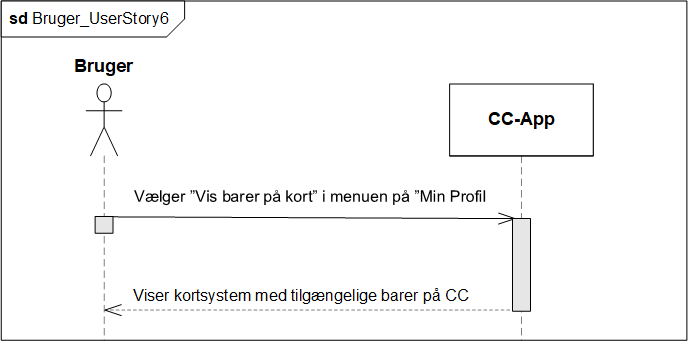 sd Bruger_UserStory6
Bruger
CC-App
Vælger ”Vis barer på kort” i menuen på ”Min Profil
Viser kortsystem med tilgængelige barer på CC